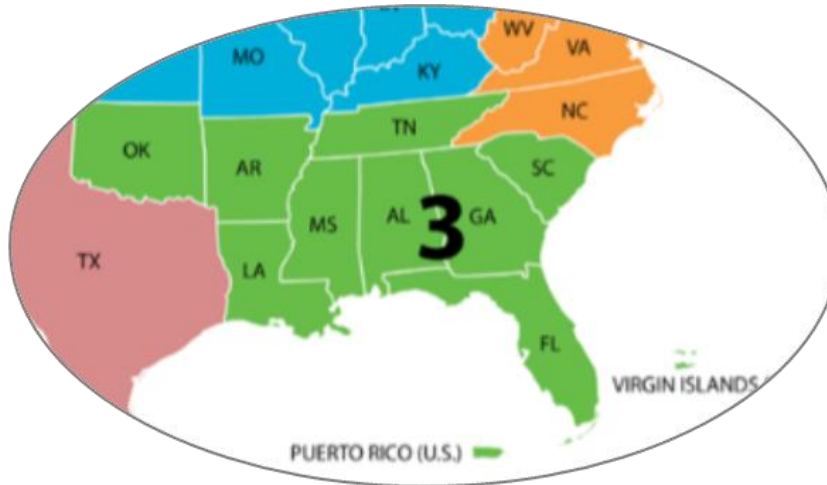 WV
MO
VA
KY
NC
TN
OK
AR
SC
MS
AL
3
GA
TX
LA
FL
VIRGIN ISLANDS
PUERTO RICO (U.S.)